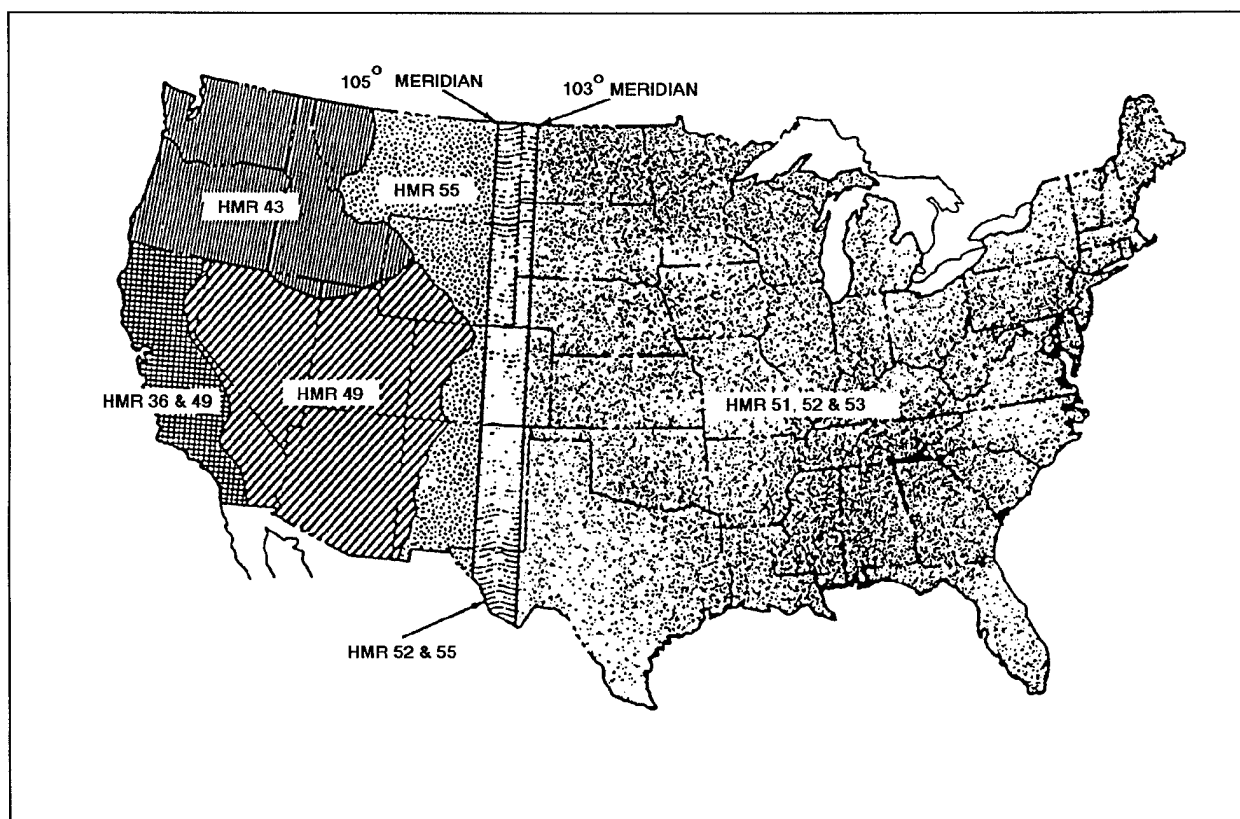 105° MERIDIAN
103° MERIDIAN
HMR 55
HMR 43
HMR 36 & 49
HMR 49
HMR 51, 52 & 53
HMR 52 & 55